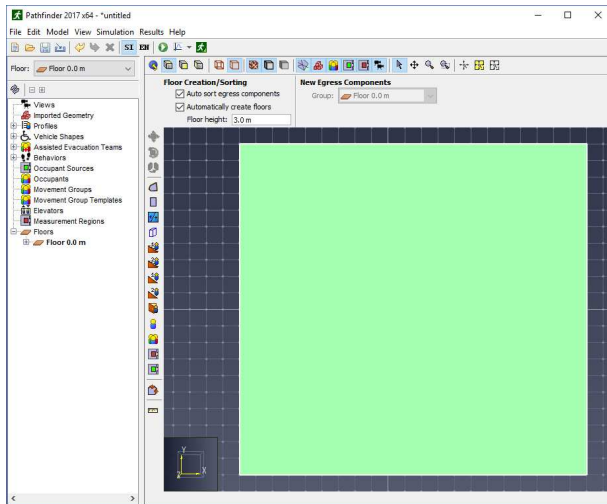 Pathfinder 2017 x64 - *untitled
File Edit Model View Simulation Results Help
SI EN
Floor: Floor 0.0 m
Floor Creation/Sorting
Auto sort egress components
Automatically create floors
Floor height: 3.0 m
New Egress Components
Group: Floor 0.0 m
Views
Imported Geometry
Profiles
Vehicle Shapes
Assisted Evacuation Teams
Behaviors
Occupant Sources
Occupants
Movement Groups
Movement Group Templates
Elevators
Measurement Regions
Floors
Floor 0.0 m
Y
Z X